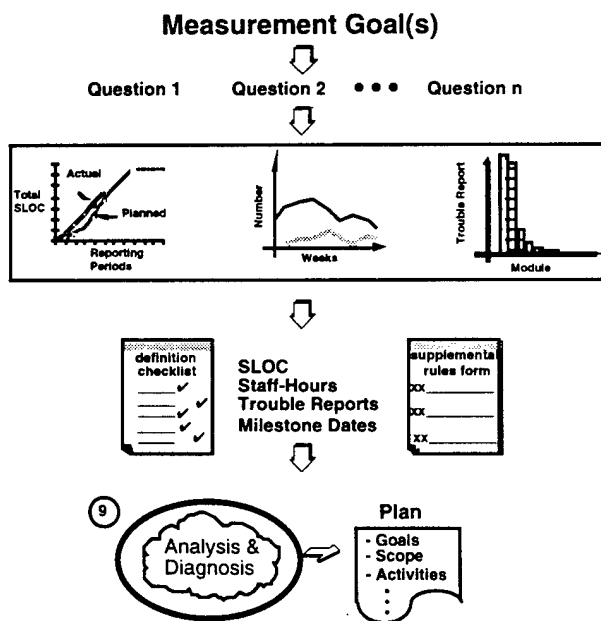 Measurement Goal(s)
Question 1 Question 2 • • • Question n
Total
SLOC
Actual
Planned
Reporting
Periods
Number
Weeks
Trouble Report
Module
definition
checklist
SLOC
Staff-Hours
Trouble Reports
Milestone Dates
supplemental
rules form
xx
xx
xx
9
Analysis &
Diagnosis
Plan
- Goals
- Scope
- Activities